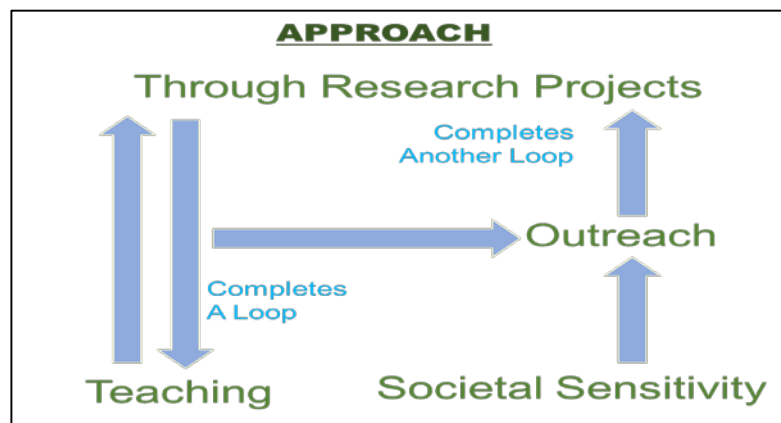 APPROACH
Through Research Projects
Completes
Another Loop
Outreach
Completes
A Loop
Teaching
Societal Sensitivity